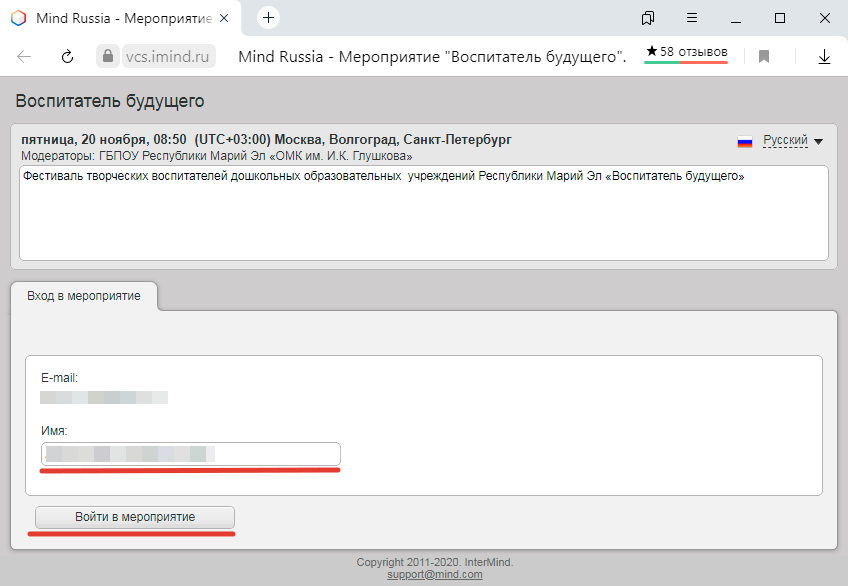 Mind Russia - Мероприятие
vcs.imind.ru Mind Russia - Мероприятие "Воспитатель будущего". ★58 отзывов
Воспитатель будущего
пятница, 20 ноября, 08:50 (UTC+03:00) Москва, Волгоград, Санкт-Петербург
Русский
Модераторы: ГБПОУ Республики Марий Эл «ОМК им. И.К. Глушкова»
Фестиваль творческих воспитателей дошкольных образовательных учреждений Республики Марий Эл «Воспитатель будущего»
Вход в мероприятие
E-mail:
Имя:
Войти в мероприятие
Copyright 2011-2020. InterMind.
support@mind.com